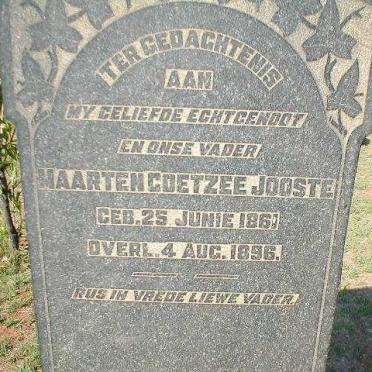 TER GEDACHTENIS
AAN
MY GELIEFDE ECHTGENOOT
EN ONSE VADER
MAARTEN COETZEE JOOSTE
GEB. 25 JUNIE 1861
OVERL. 4 AUG. 1896.
RUS IN VREDE LIEWE VADER.